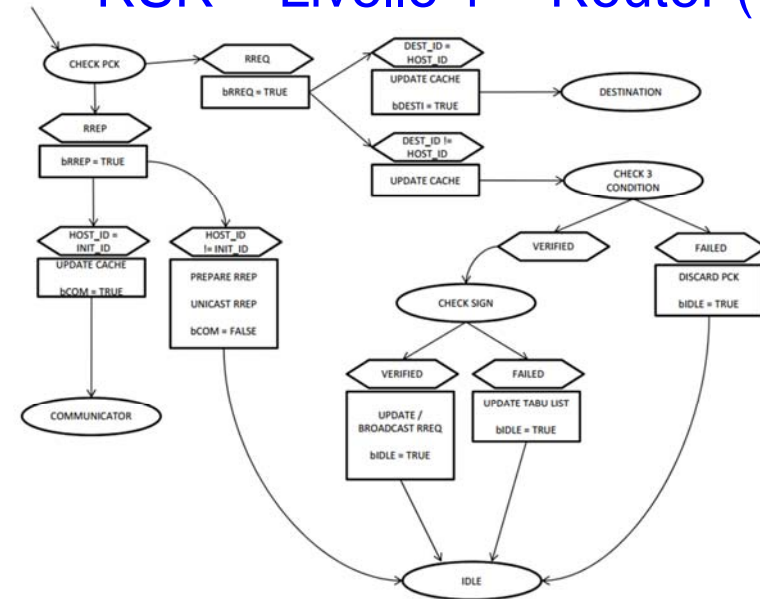 Livello 1 – Router (
CHECK PCK
RREQ
bRREQ = TRUE
DEST_ID =
HOST_ID
UPDATE CACHE
bDESTI = TRUE
DESTINATION
RREP
bRREP = TRUE
DEST_ID !=
HOST_ID
UPDATE CACHE
CHECK 3
CONDITION
HOST_ID =
INIT_ID
UPDATE CACHE
bCOM = TRUE
HOST_ID
!= INIT_ID
PREPARE RREP
UNICAST RREP
bCOM = FALSE
VERIFIED
FAILED
DISCARD PCK
bIDLE = TRUE
CHECK SIGN
VERIFIED
UPDATE /
BROADCAST RREQ
bIDLE = TRUE
FAILED
UPDATE TABU LIST
bIDLE = TRUE
COMMUNICATOR
IDLE